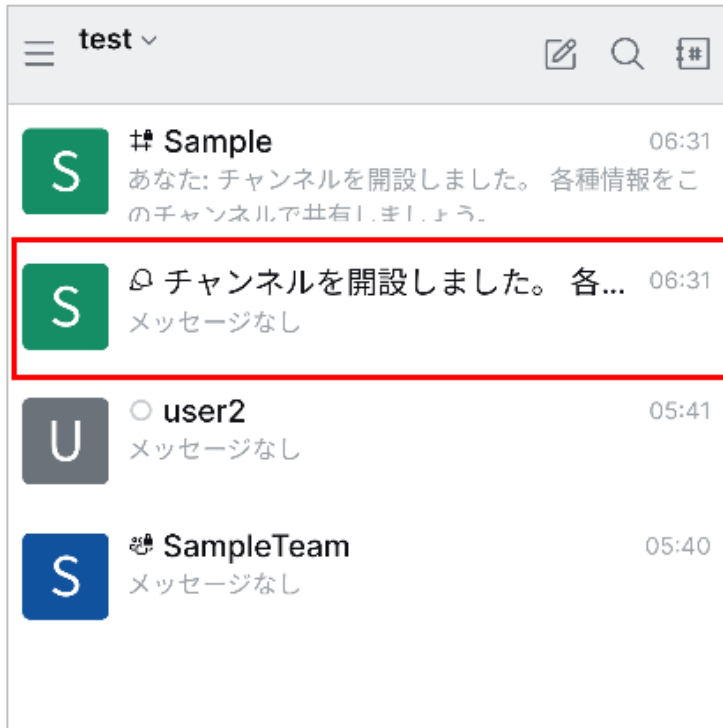 test
S
Sample
06:31
あなた: チャンネルを開設しました。 各種情報をこ
のチャンネルで共有しましょう。
S
チャンネルを開設しました。 各...
06:31
メッセージなし
U
user2
05:41
メッセージなし
S
SampleTeam
05:40
メッセージなし